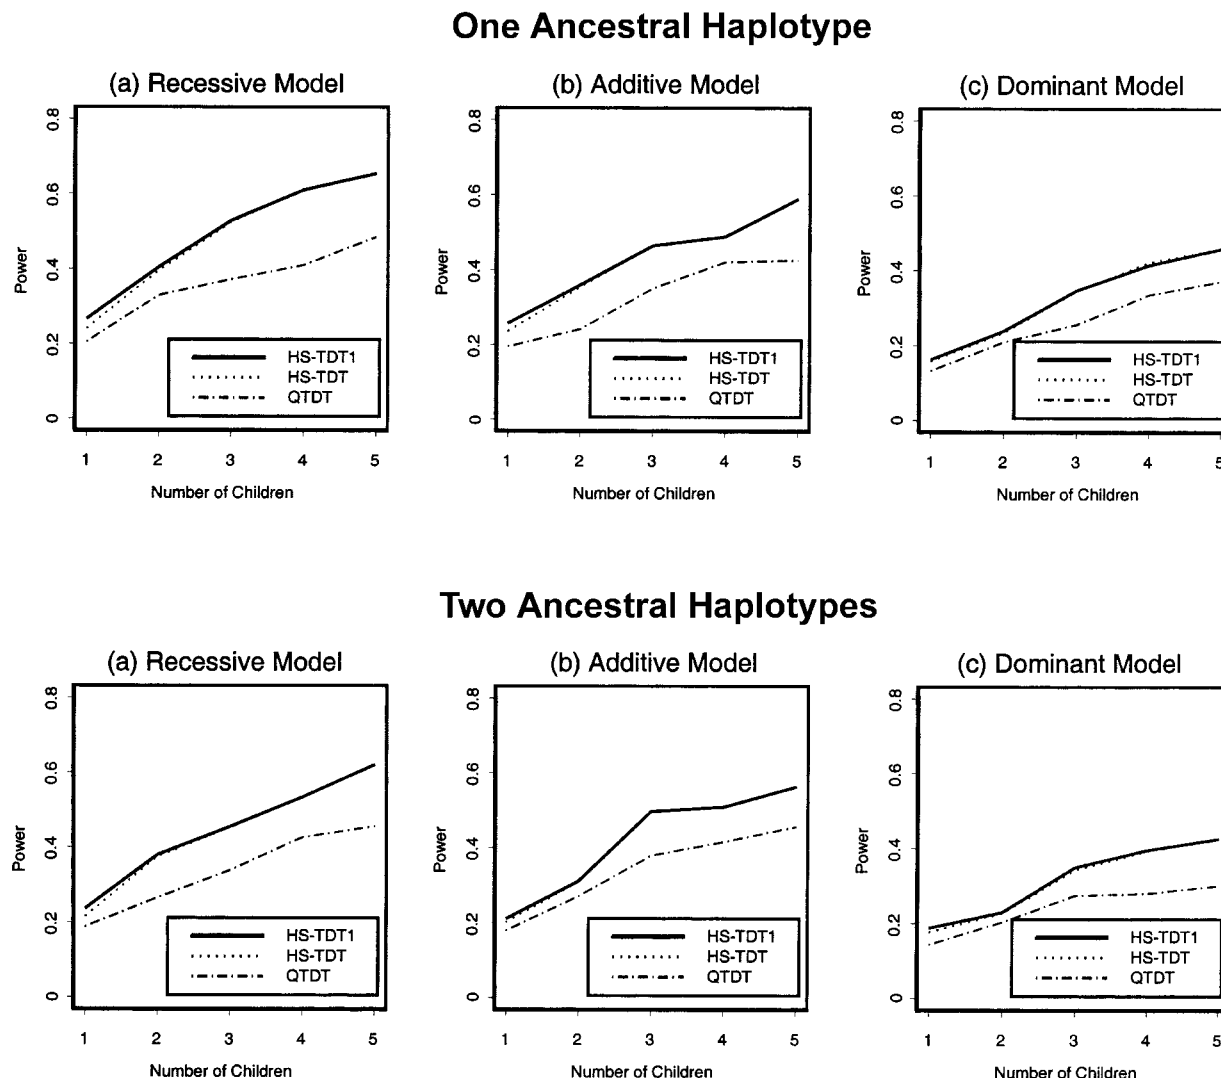 One Ancestral Haplotype
(a) Recessive Model
Power
0.8
0.6
0.4
0.2
0
HS-TDT1
HS-TDT
QTDT
1 2 3 4 5
Number of Children
(b) Additive Model
Power
0.8
0.6
0.4
0.2
0
HS-TDT1
HS-TDT
QTDT
1 2 3 4 5
Number of Children
(c) Dominant Model
Power
0.8
0.6
0.4
0.2
0
HS-TDT1
HS-TDT
QTDT
1 2 3 4 5
Number of Children
Two Ancestral Haplotypes
(a) Recessive Model
Power
0.8
0.6
0.4
0.2
0
HS-TDT1
HS-TDT
QTDT
1 2 3 4 5
Number of Children
(b) Additive Model
Power
0.8
0.6
0.4
0.2
0
HS-TDT1
HS-TDT
QTDT
1 2 3 4 5
Number of Children
(c) Dominant Model
Power
0.8
0.6
0.4
0.2
0
HS-TDT1
HS-TDT
QTDT
1 2 3 4 5
Number of Children